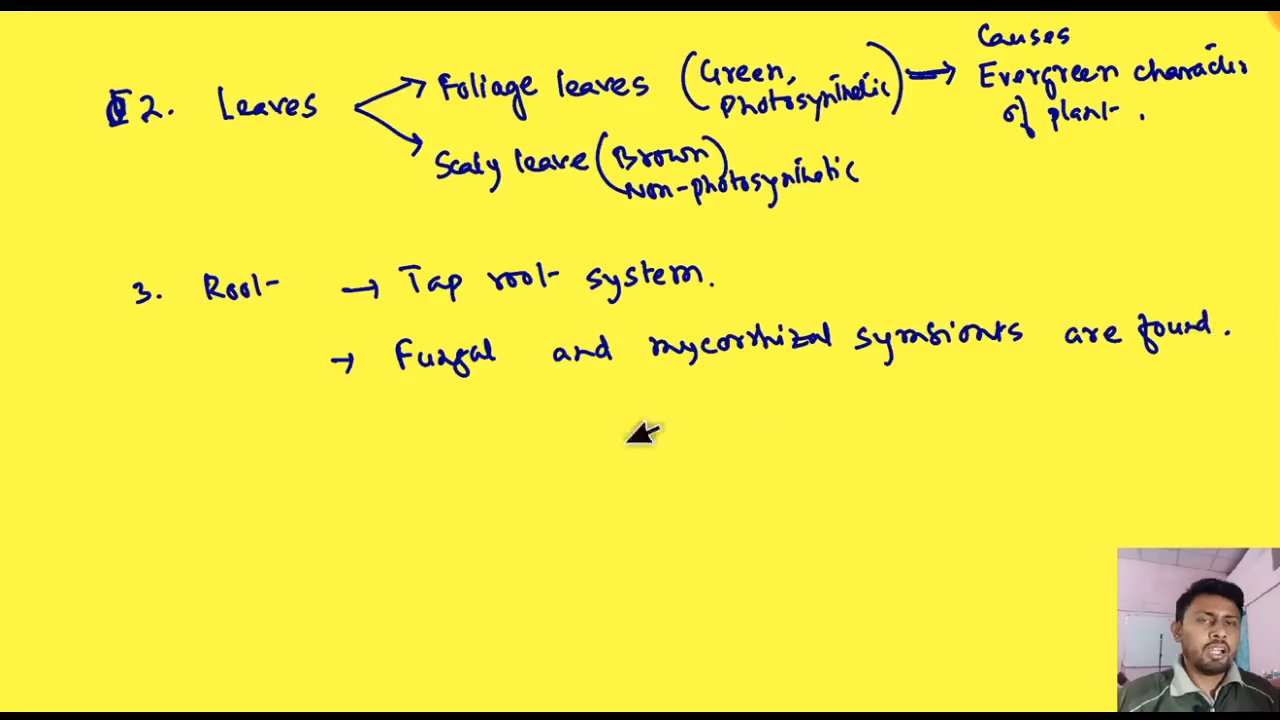 2. Leaves
Foliage leaves (Green, photosynthetic) → Causes Evergreen character of plant.
Scaly leave (Brown Non-photosynthetic
3. Root → Tap root system.
→ Fungal and mycorrhizal symbionts are found.